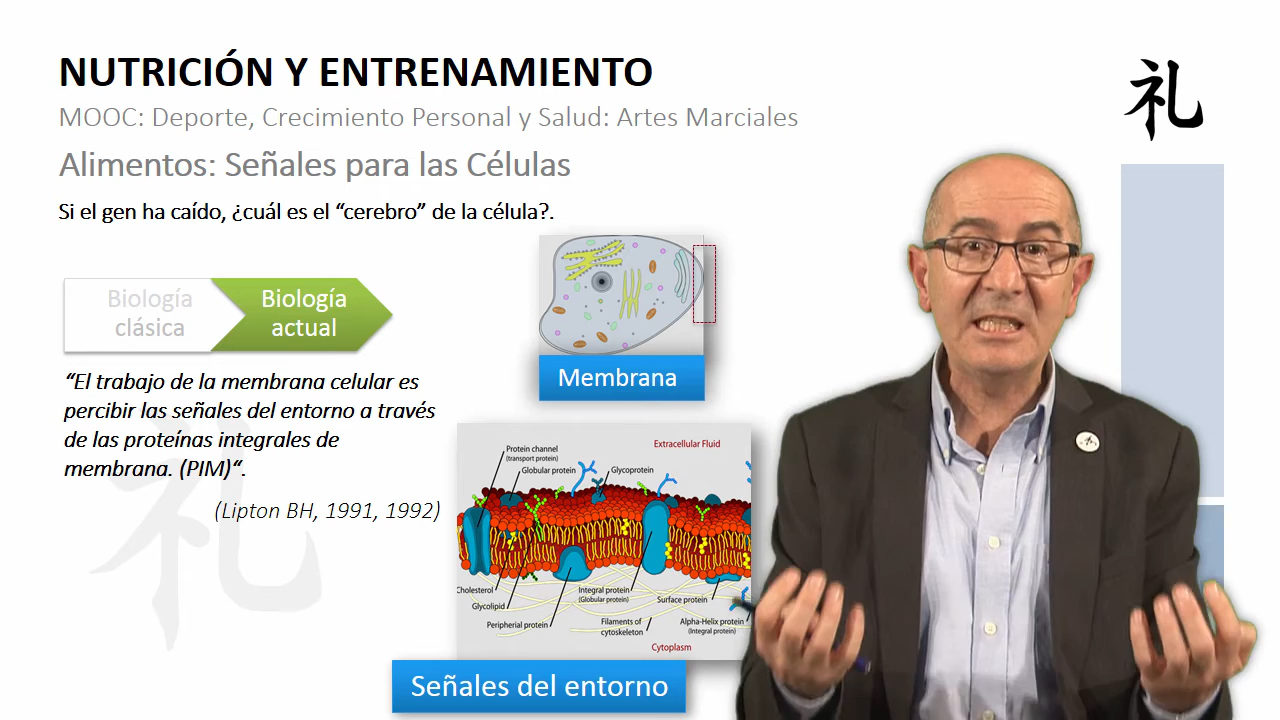 NUTRICIÓN Y ENTRENAMIENTO
MOOC: Deporte, Crecimiento Personal y Salud: Artes Marciales
礼
Alimentos: Señales para las Células
Si el gen ha caído, ¿cuál es el “cerebro” de la célula?.
Biología
clásica
Biología
actual
Membrana
“El trabajo de la membrana celular es
percibir las señales del entorno a través
de las proteínas integrales de
membrana. (PIM)“.
(Lipton BH, 1991, 1992)
礼
Extracellular Fluid
Protein channel
(transport protein)
Globular protein
Glycoprotein
Cholesterol
Glycolipid
Peripherial protein
Integral protein
(Globular protein)
Surface protein
Filaments of
cytoskeleton
Alpha-Helix protein
(Integral protein)
Cytoplasm
Señales del entorno